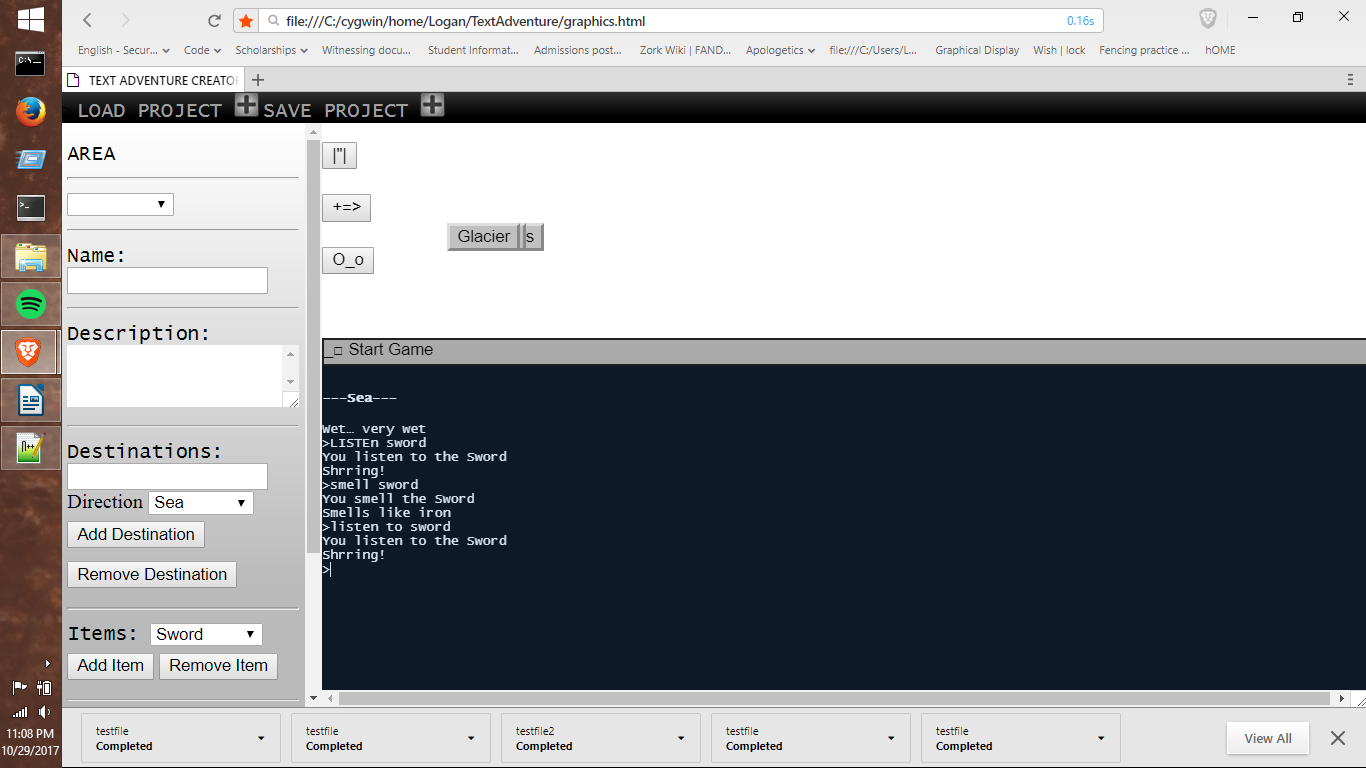 file:///C:/cygwin/home/Logan/TextAdventure/graphics.html 0.16s
English - Secur... Code Scholarships Witnessing docu... Student Informat... Admissions post... Zork Wiki | FAND... Apologetics file:///C:/Users/L... Graphical Display Wish | lock Fencing practice ... hOME
TEXT ADVENTURE CREATOR
LOAD PROJECT SAVE PROJECT
AREA
Name:
Description:
Destinations:
Direction Sea
Add Destination
Remove Destination
Items: Sword
Add Item Remove Item
|"|
+=>
O_o
Glacier s
_□ Start Game
---Sea---
Wet… very wet
>LISTEn sword
You listen to the Sword
Shrring!
>smell sword
You smell the Sword
Smells like iron
>listen to sword
You listen to the Sword
Shrring!
>
testfile
Completed
testfile
Completed
testfile2
Completed
testfile
Completed
testfile
Completed
View All
11:08 PM
10/29/2017